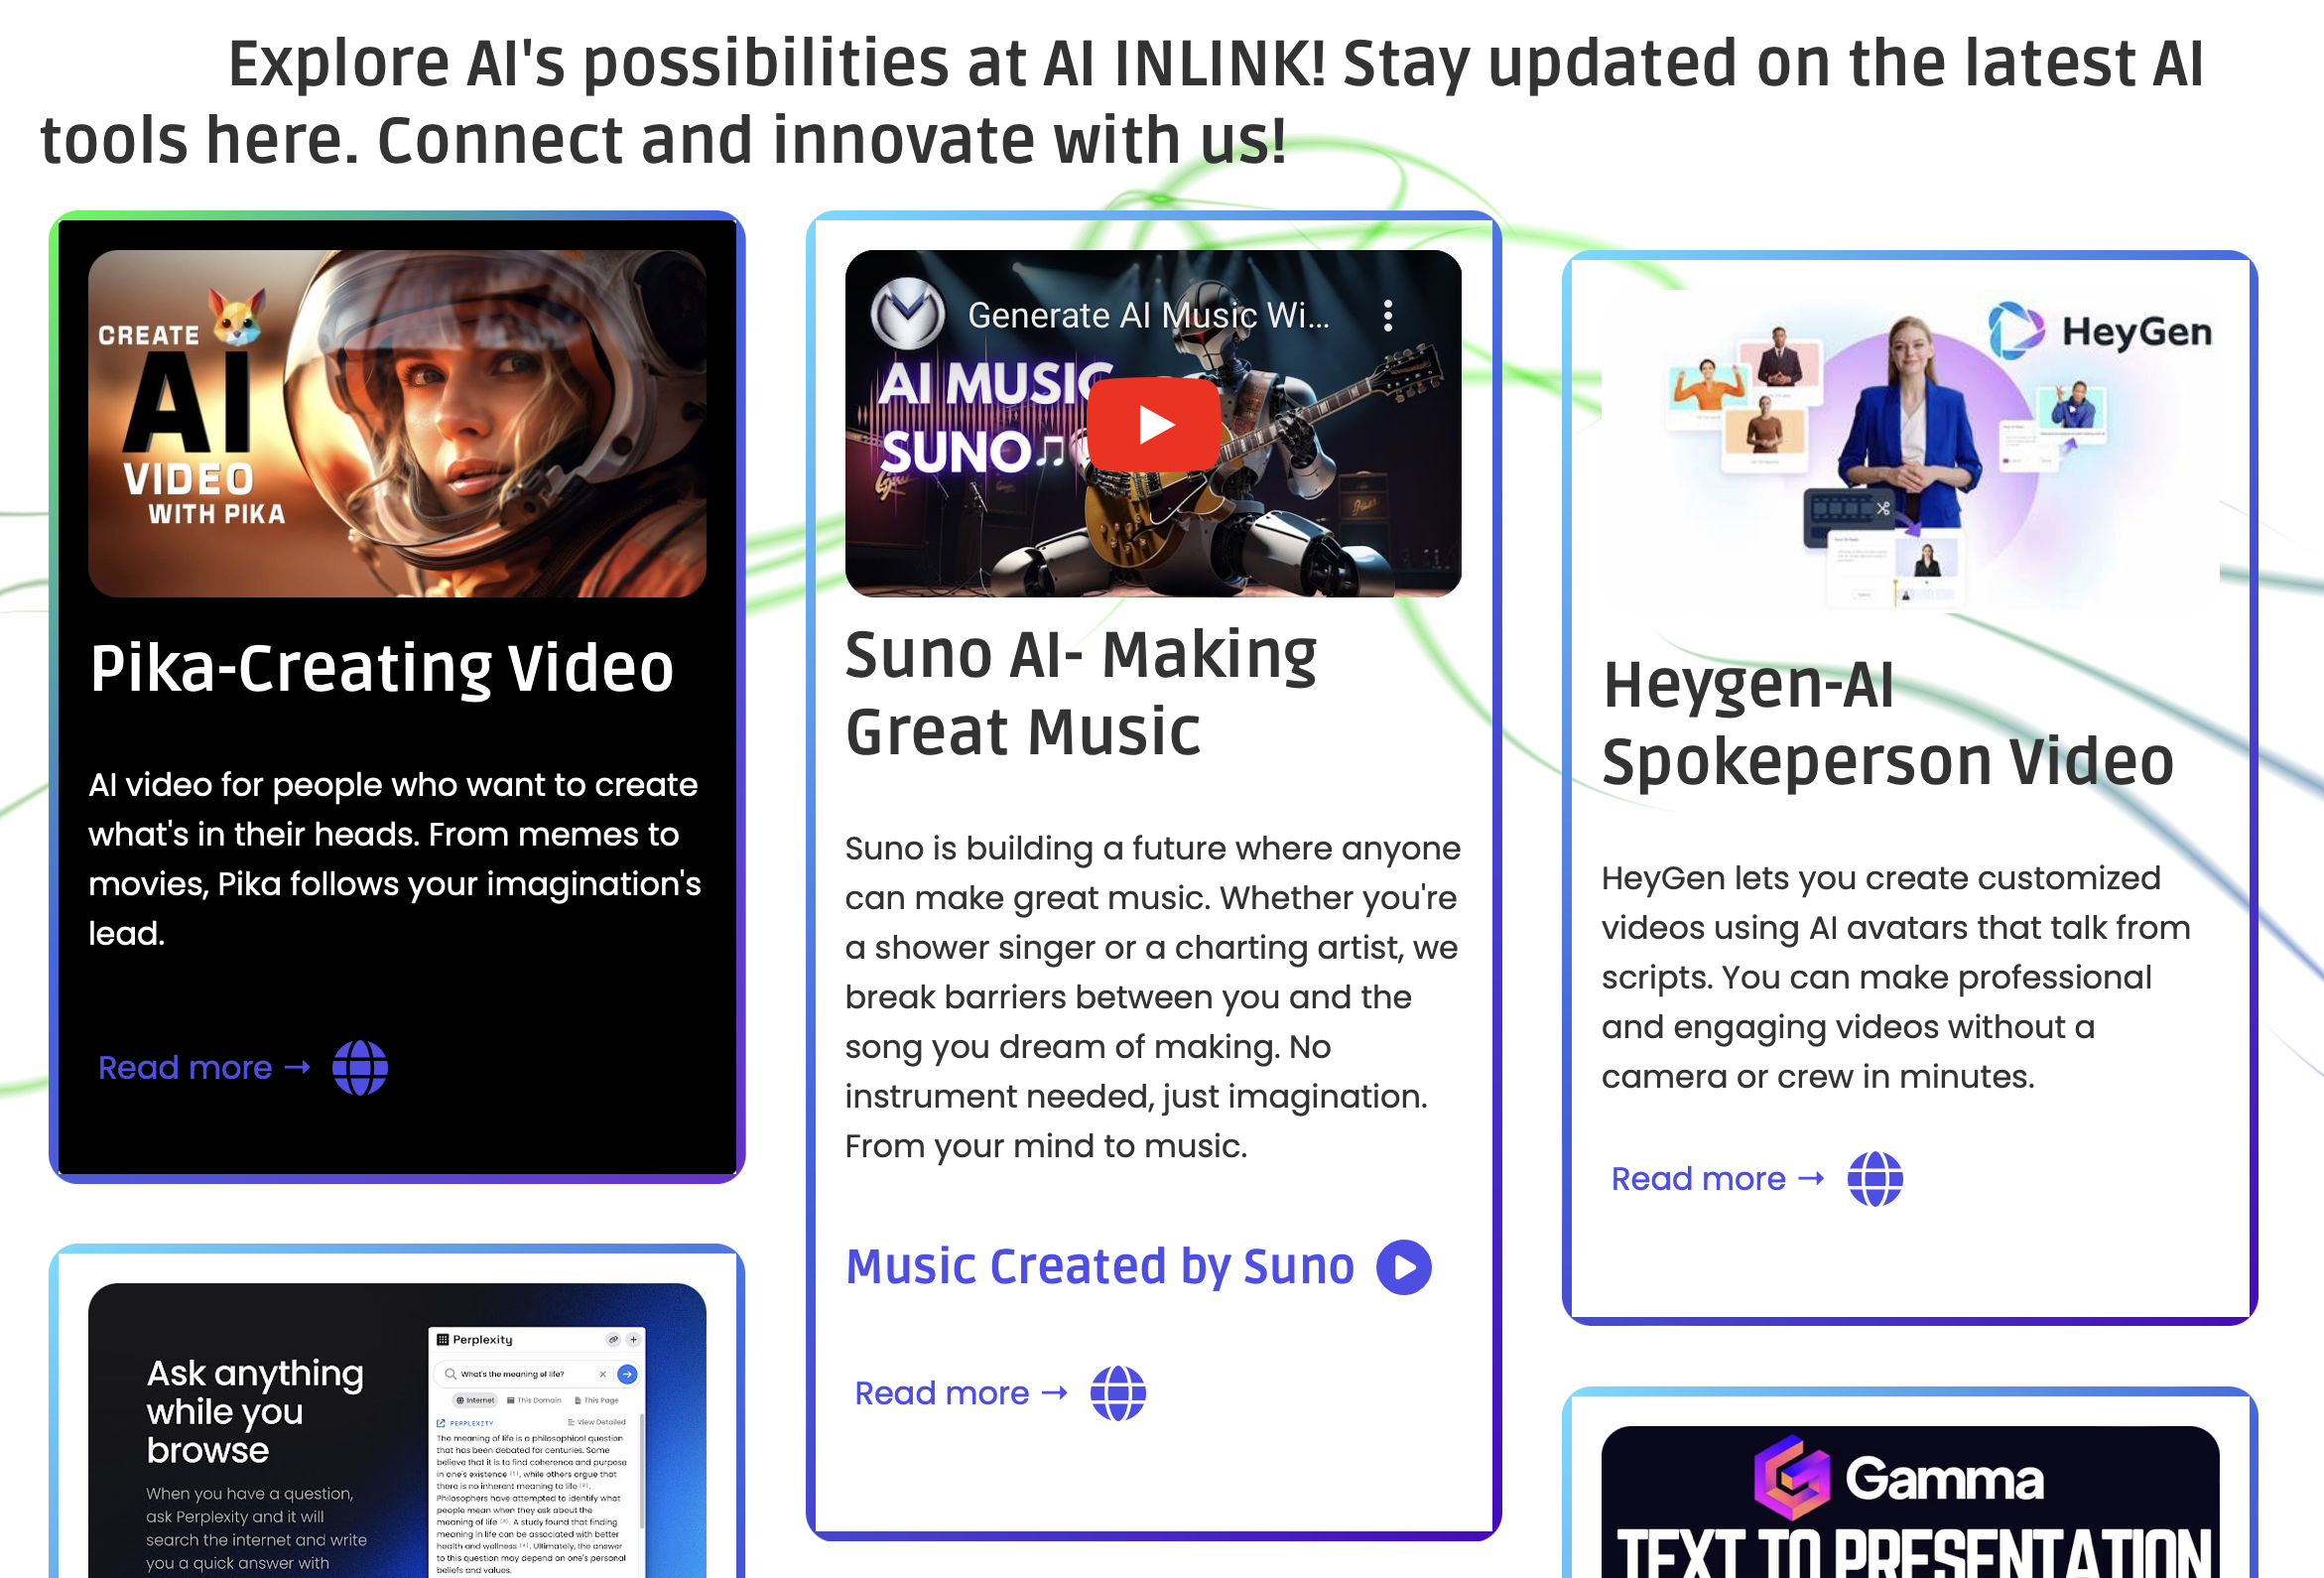 Explore AI's possibilities at AI INLINK! Stay updated on the latest AI
tools here. Connect and innovate with us!
CREATE
AI
VIDEO
WITH PIKA
Pika-Creating Video
AI video for people who want to create
what's in their heads. From memes to
movies, Pika follows your imagination's
lead.
Read more →
Generate AI Music Wi...
AI MUSIC
SUNO
Suno AI- Making
Great Music
Suno is building a future where anyone
can make great music. Whether you're
a shower singer or a charting artist, we
break barriers between you and the
song you dream of making. No
instrument needed, just imagination.
From your mind to music.
Music Created by Suno
Read more →
HeyGen
Heygen-AI
Spokeperson Video
HeyGen lets you create customized
videos using AI avatars that talk from
scripts. You can make professional
and engaging videos without a
camera or crew in minutes.
Read more →
Ask anything
while you
browse
When you have a question,
ask Perplexity and it will
search the internet and write
you a quick answer with
Perplexity
What's the meaning of life?
Internet This Domain This Page
PERPLEXITY View Detailed
The meaning of life is a philosophical question
that has been debated for centuries. Some
believe that it is to find coherence and purpose
in one's existence [1], while others argue that
there is no inherent meaning to life [2].
Philosophers have attempted to identify what
people mean when they ask about the
meaning of life [3]. A study found that finding
meaning in life can be associated with better
health and wellness [4]. Ultimately, the answer
to this question may depend on one's personal
beliefs and values.
Gamma
TEXT TO PRESENTATION